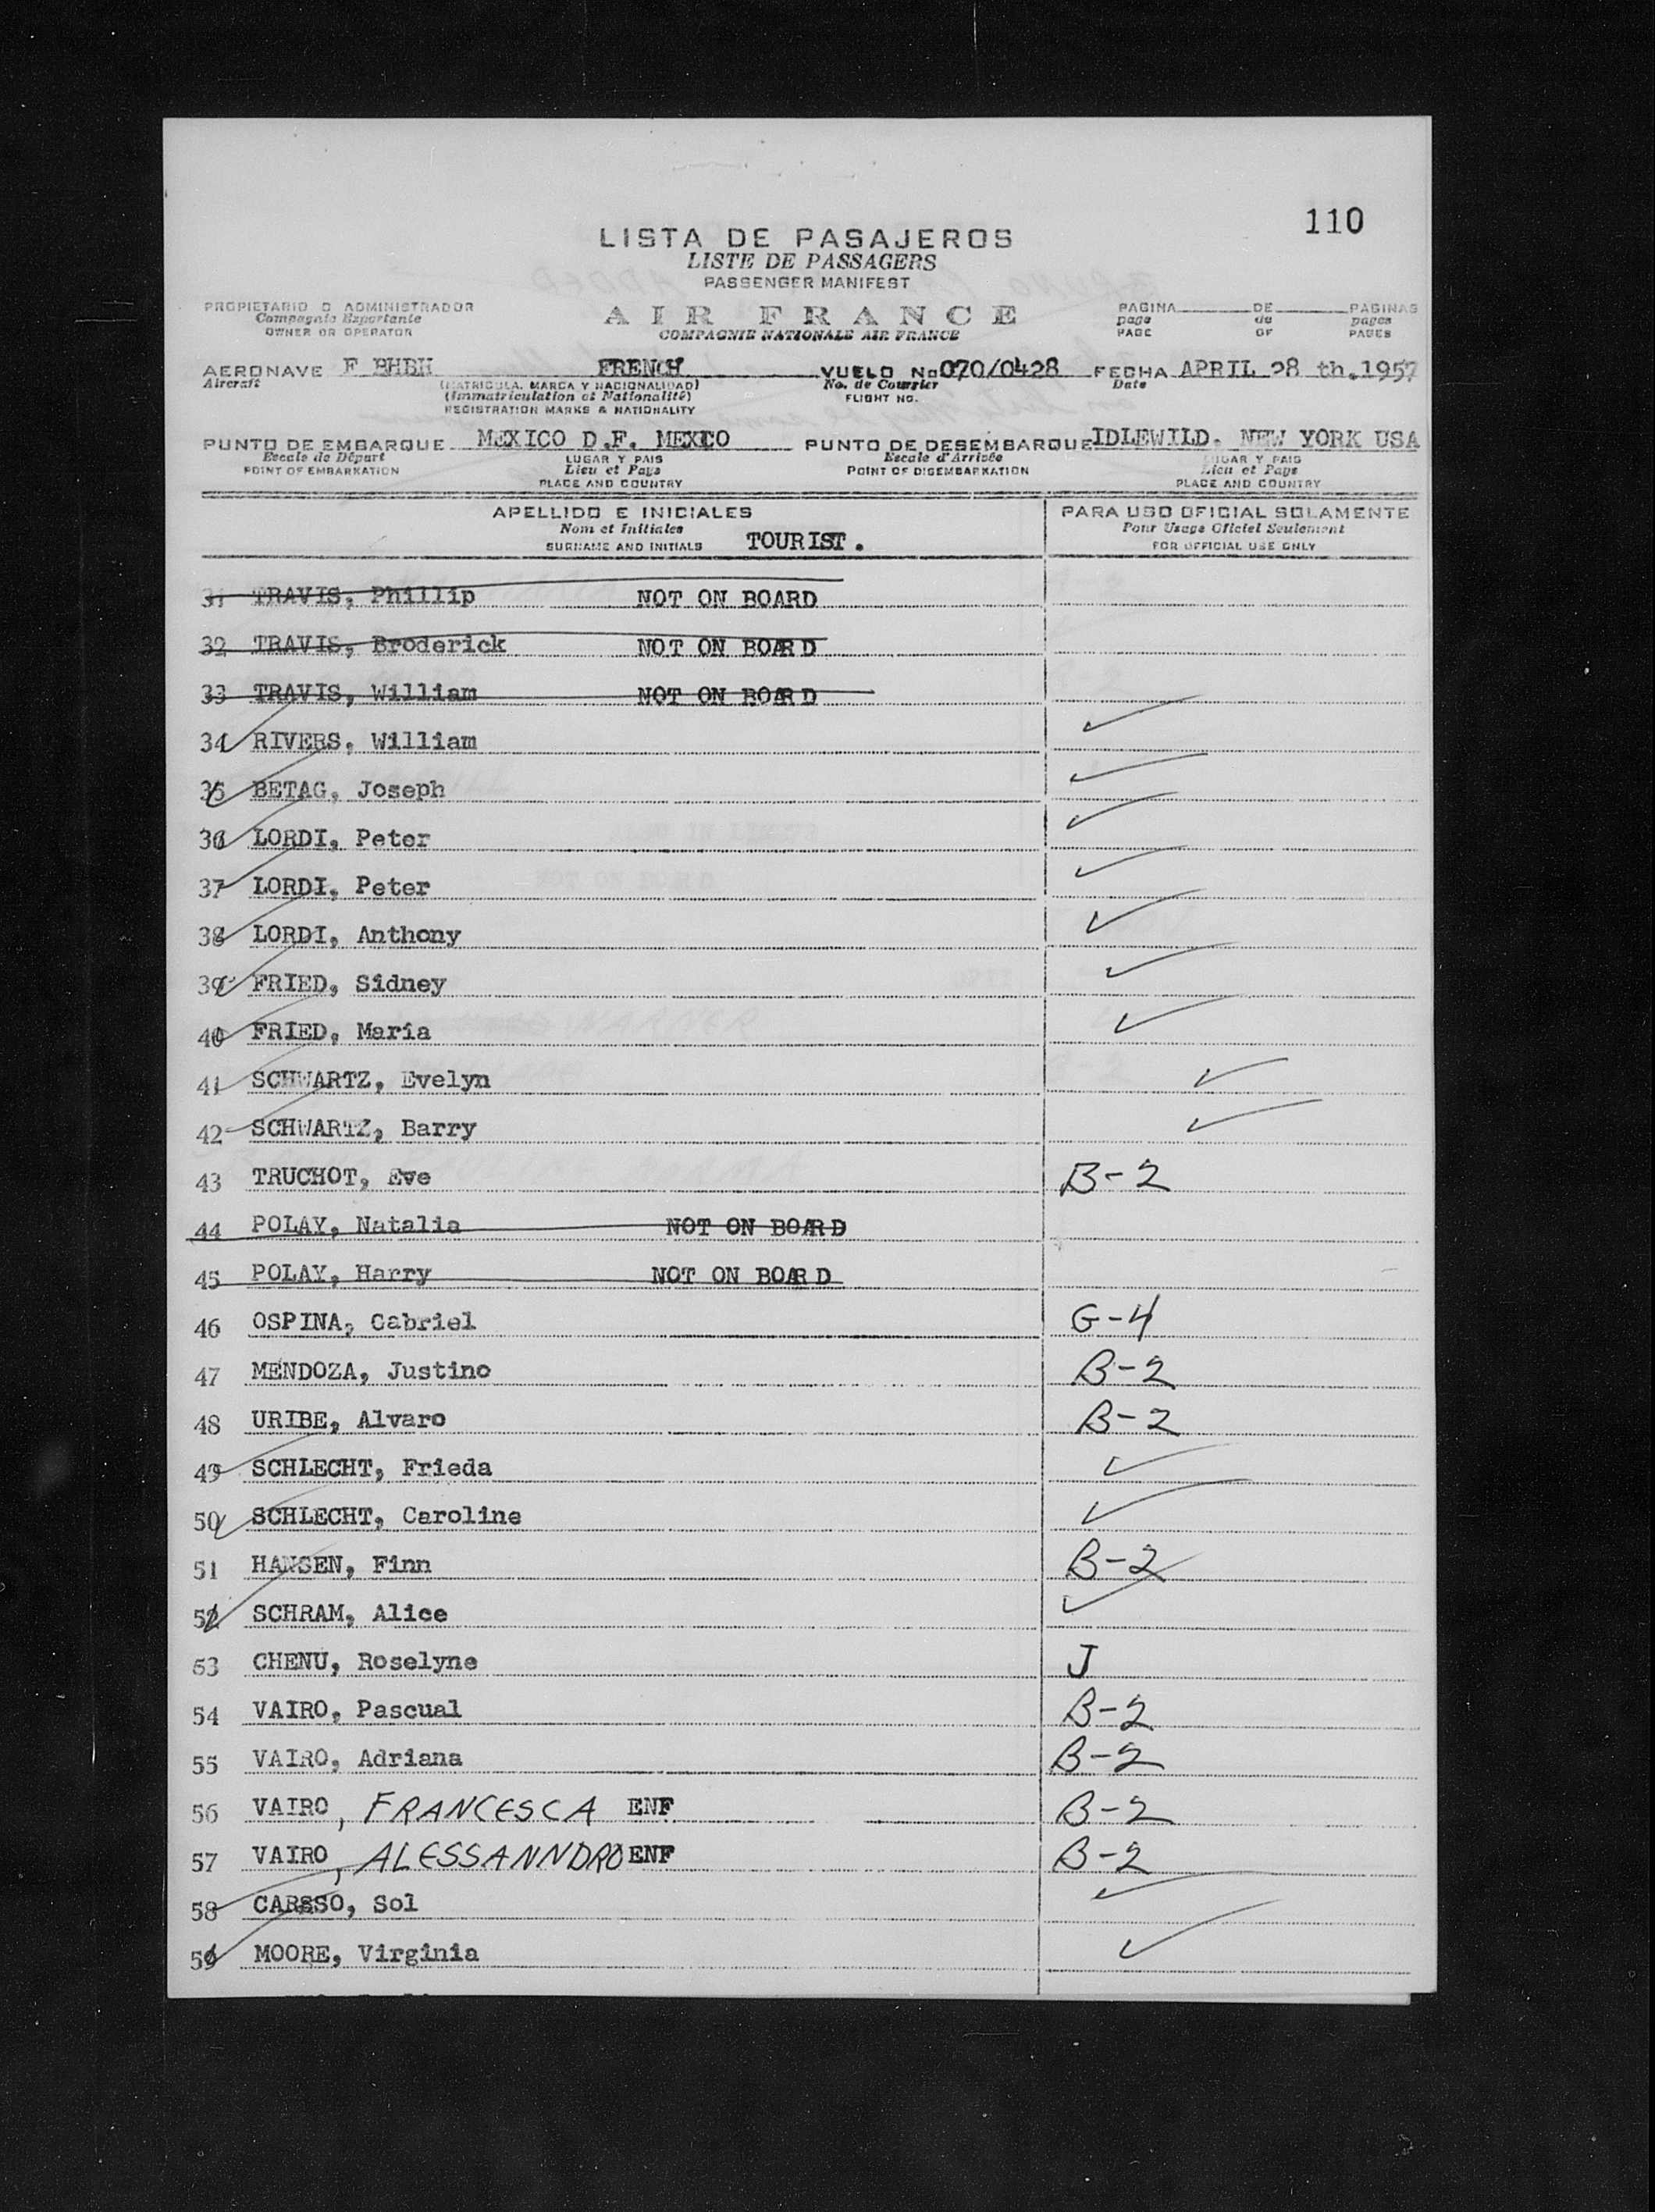 110
LISTA DE PASAJEROS
LISTE DE PASSAGERS
PASSENGER MANIFEST
PROPIETARIO O ADMINISTRADOR
Compagnie Exportante
OWNER OR OPERATOR
AIR FRANCE
COMPAGNIE NATIONALE AIR FRANCE
PAGINA DE PAGINAS
page de pages
PAGE OF PAGES
AERONAVE F BHBH FRENCH VUELO No 070/0428 FECHA APRIL 28 th.1957
Aircraft (MATRICULA. MARCA Y NACIONALIDAD) No. de Courrier Date
(Immatriculation et Nationalité) FLIGHT NO.
REGISTRATION MARKS & NATIONALITY
PUNTO DE EMBARQUE MEXICO D.F. MEXICO PUNTO DE DESEMBARQUE IDLEWILD. NEW YORK USA
Escale de Départ LUGAR Y PAIS Escale d'Arrivée LUGAR Y PAIS
POINT OF EMBARKATION Lieu et Pays POINT OF DISEMBARKATION Lieu et Pays
PLACE AND COUNTRY PLACE AND COUNTRY
APELLIDO E INICIALES PARA USO OFICIAL SOLAMENTE
Nom et Initiales Pour Usage Officiel Seulement
SURNAME AND INITIALS TOURIST. FOR OFFICIAL USE ONLY
31 TRAVIS, Phillip NOT ON BOARD
32 TRAVIS, Broderick NOT ON BOARD
33 TRAVIS, William NOT ON BOARD
34 RIVERS, William
35 BETAG, Joseph
36 LORDI, Peter
37 LORDI, Peter
38 LORDI, Anthony
39 FRIED, Sidney
40 FRIED, Maria
41 SCHWARTZ, Evelyn
42 SCHWARTZ, Barry
43 TRUCHOT, Eve B-2
44 POLAY, Natalia NOT ON BOARD
45 POLAY, Harry NOT ON BOARD
46 OSPINA, Gabriel G-4
47 MENDOZA, Justino B-2
48 URIBE, Alvaro B-2
49 SCHLECHT, Frieda
50 SCHLECHT, Caroline
51 HANSEN, Finn B-2
52 SCHRAM, Alice
53 CHENU, Roselyne J
54 VAIRO, Pascual B-2
55 VAIRO, Adriana B-2
56 VAIRO, FRANCESCA ENF B-2
57 VAIRO, ALESSANNDRO ENF B-2
58 CARSSO, Sol
59 MOORE, Virginia